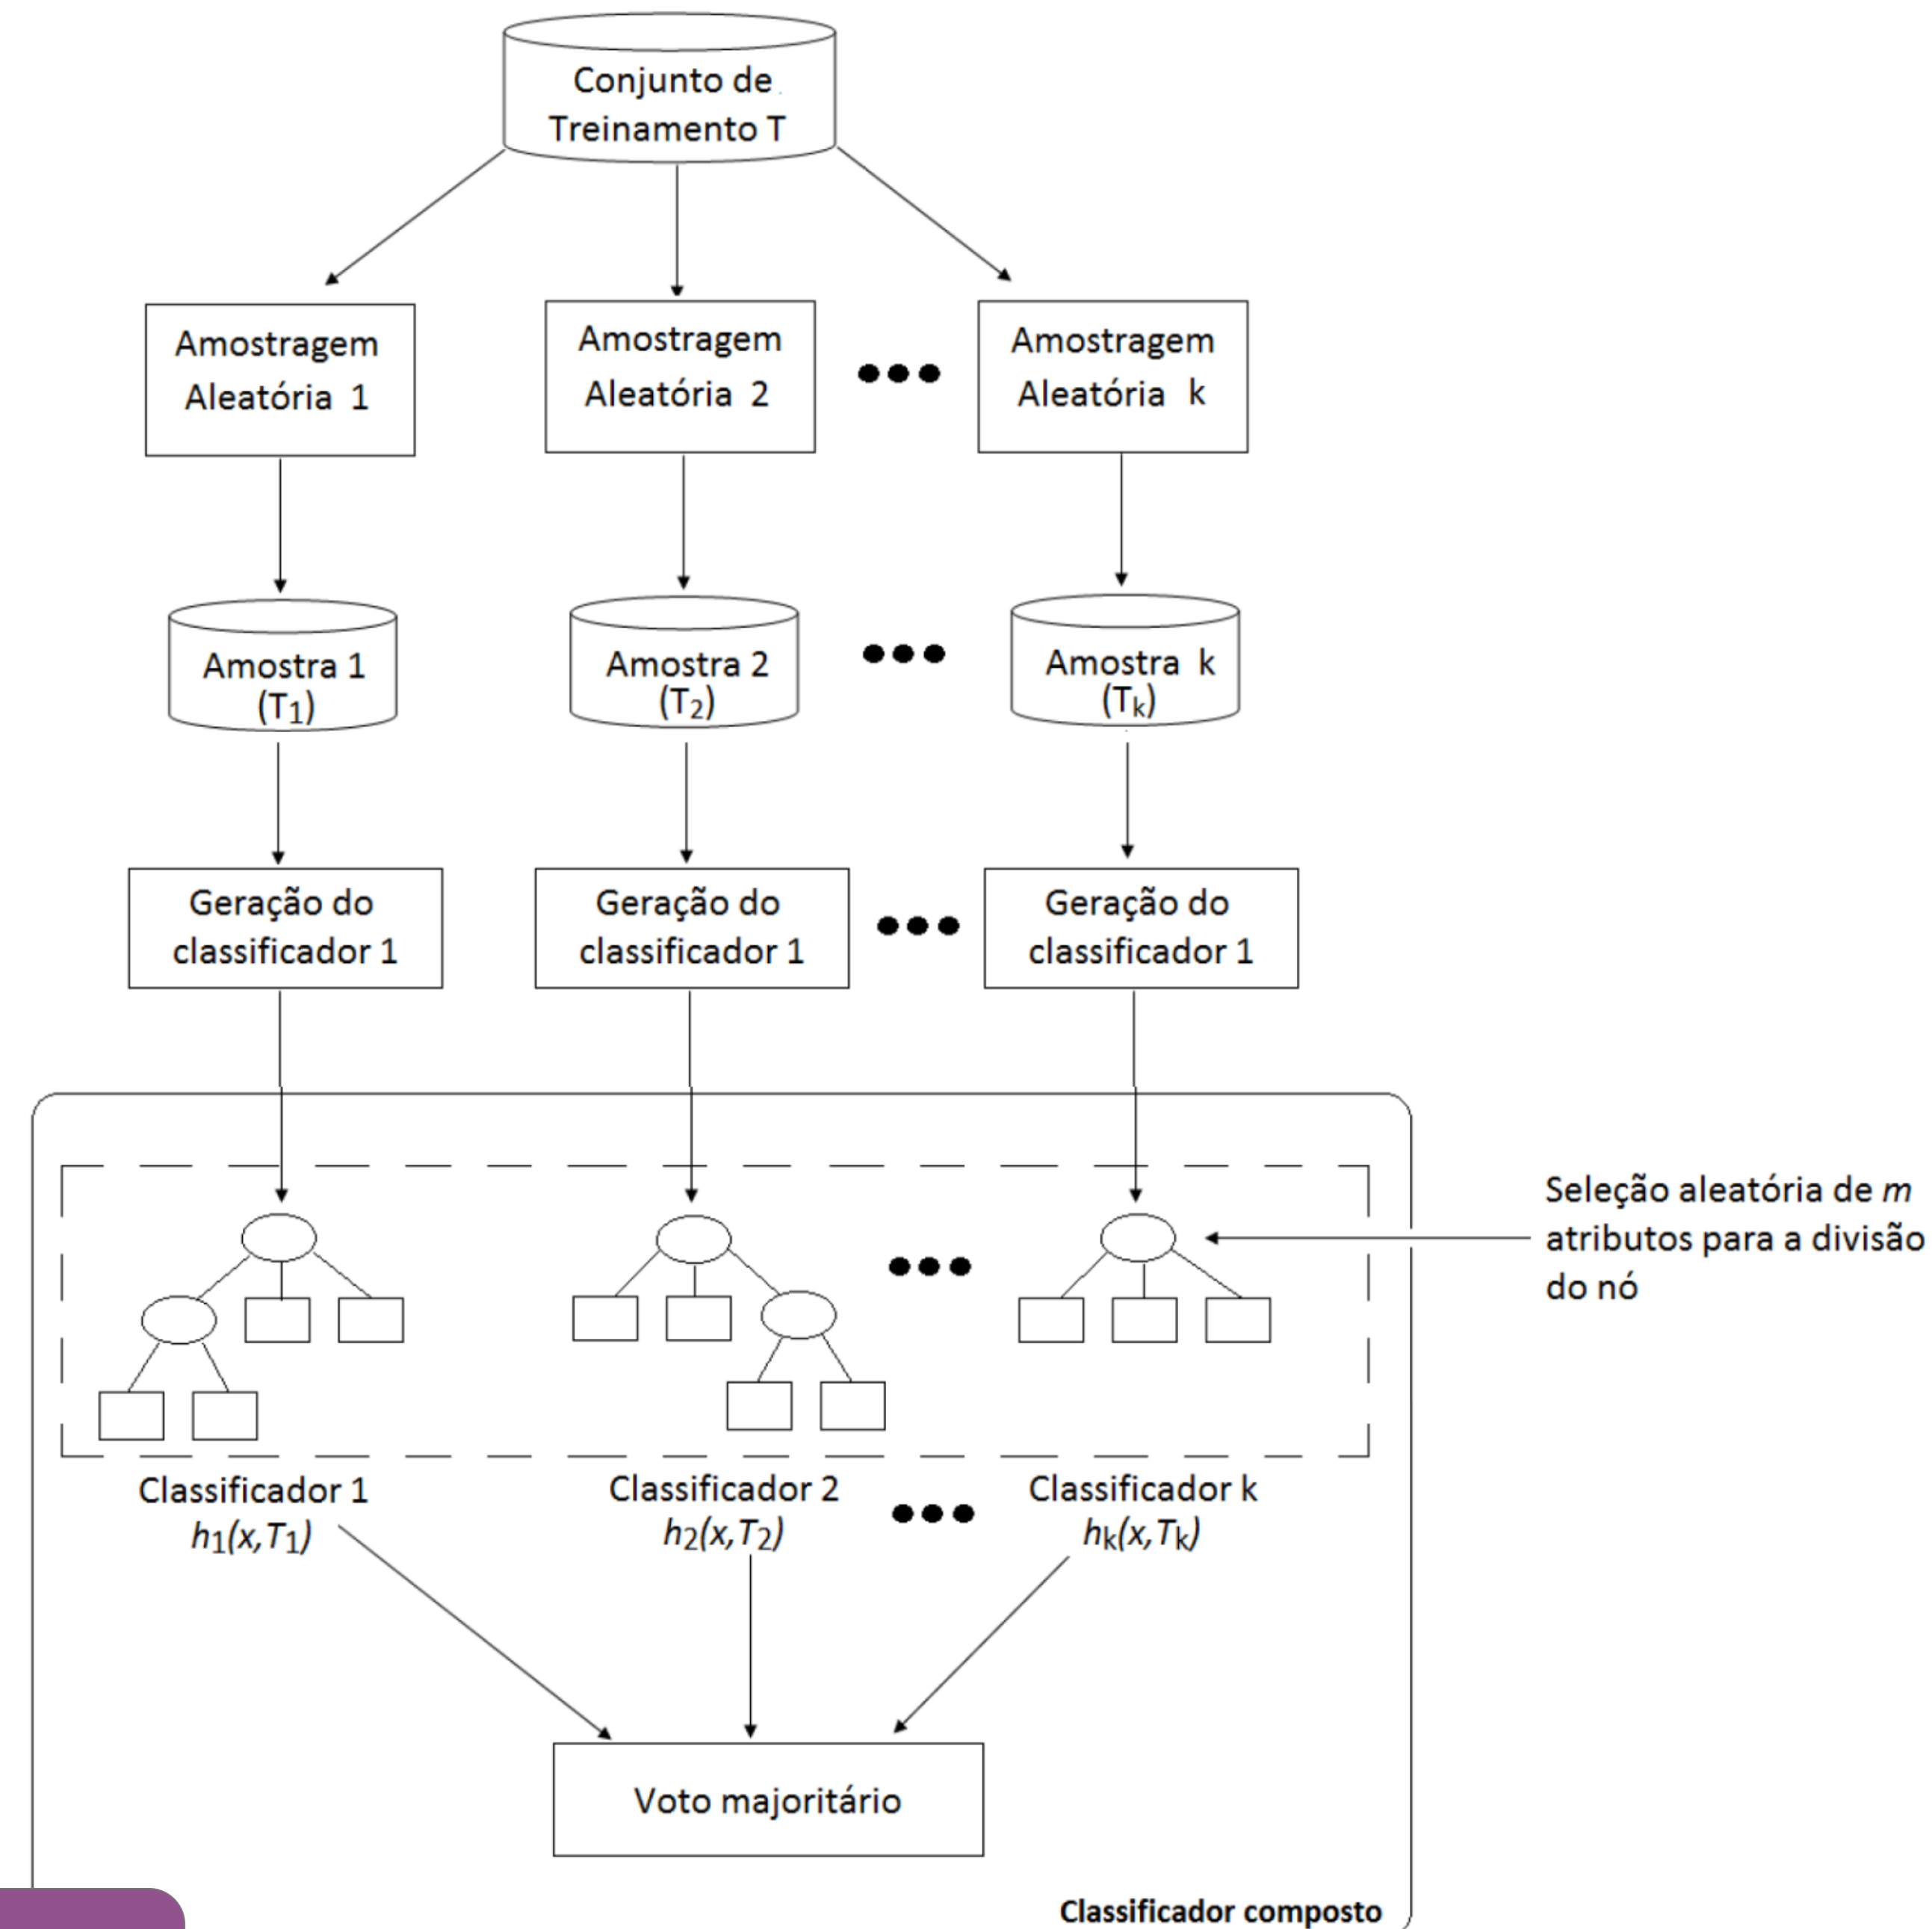 Conjunto de
Treinamento T
Amostragem
Aleatória 1
Amostragem
Aleatória 2
Amostragem
Aleatória k
Amostra 1
(T1)
Amostra 2
(T2)
Amostra k
(Tk)
Geração do
classificador 1
Geração do
classificador 1
Geração do
classificador 1
Seleção aleatória de m
atributos para a divisão
do nó
Classificador 1
h1(x,T1)
Classificador 2
h2(x,T2)
Classificador k
hk(x,Tk)
Voto majoritário
Classificador composto